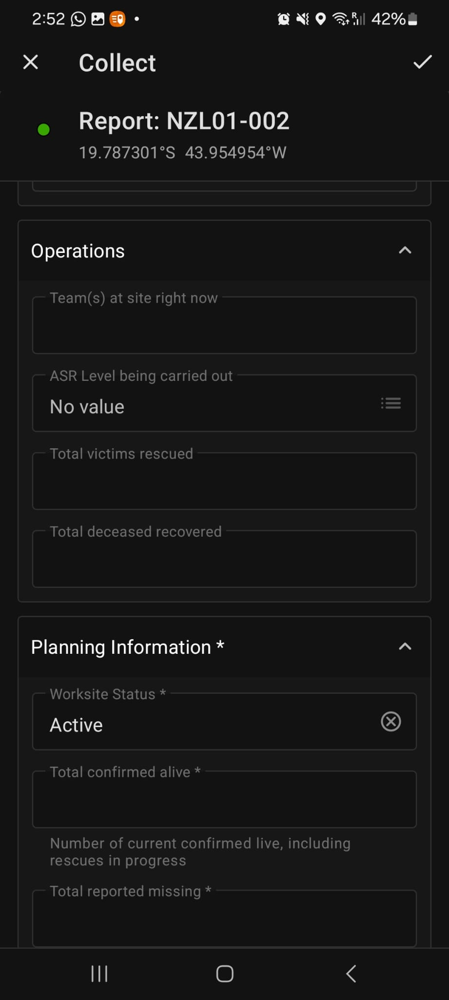 2:52
R
42%
Collect
Report: NZL01-002
19.787301°S 43.954954°W
Operations
Team(s) at site right now
ASR Level being carried out
No value
Total victims rescued
Total deceased recovered
Planning Information *
Worksite Status *
Active
Total confirmed alive *
Number of current confirmed live, including
rescues in progress
Total reported missing *